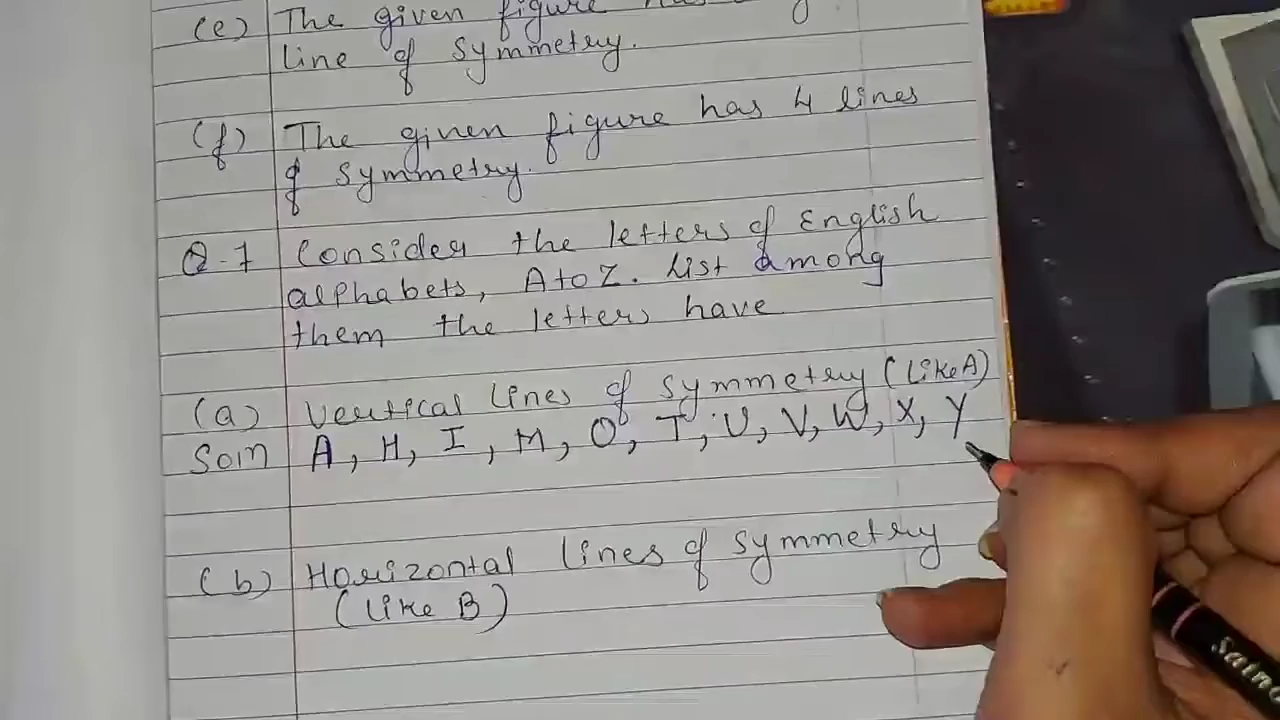 (e) The given figure
line of symmetry.
(f) The given figure has 4 lines
of symmetry.
Q-7 Consider the letters of English
alphabets, A to Z. List among
them the letters have
(a) Vertical lines of symmetry (like A)
Soln A, H, I, M, O, T, U, V, W, X, Y
(b) Horizontal lines of symmetry
(like B)